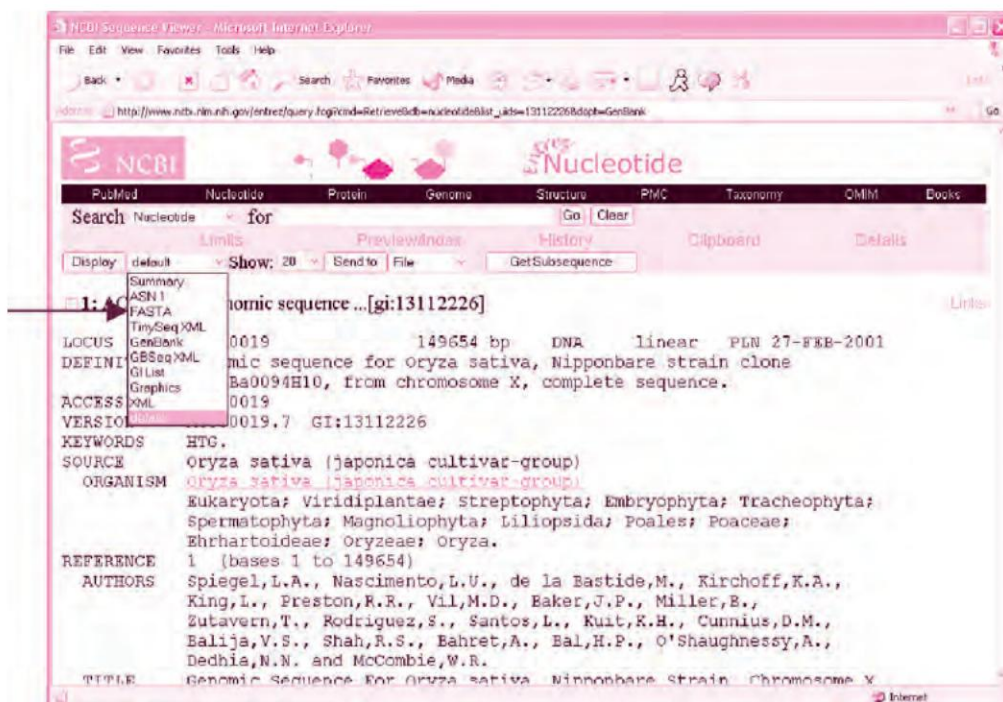 NCBI Sequence Viewer - Microsoft Internet Explorer
File Edit View Favorites Tools Help
Back Search Favorites Media
Address http://www.ncbi.nlm.nih.gov/entrez/query.fcgi?cmd=Retrieve&db=nucleotide&list_uids=13112226&dopt=GenBank Go
NCBI Nucleotide
PubMed Nucleotide Protein Genome Structure PMC Taxonomy OMIM Books
Search Nucleotide for Go Clear
Limits Preview/Index History Clipboard Details
Display default Show: 20 Send to File Get Subsequence
Summary
ASN 1
FASTA
TinySeq XML
GenBank
GBSeq XML
GI List
Graphics
XML
default
1: AC nomic sequence ...[gi:13112226] Links
LOCUS 0019 149654 bp DNA linear PLN 27-FEB-2001
DEFINIT mic sequence for Oryza sativa, Nipponbare strain clone
Ba0094H10, from chromosome X, complete sequence.
ACCESS 0019
VERSION 0019.7 GI:13112226
KEYWORDS HTG.
SOURCE Oryza sativa (japonica cultivar-group)
ORGANISM Oryza sativa (japonica cultivar-group)
Eukaryota; Viridiplantae; Streptophyta; Embryophyta; Tracheophyta;
Spermatophyta; Magnoliophyta; Liliopsida; Poales; Poaceae;
Ehrhartoideae; Oryzeae; Oryza.
REFERENCE 1 (bases 1 to 149654)
AUTHORS Spiegel,L.A., Nascimento,L.U., de la Bastide,M., Kirchoff,K.A.,
King,L., Preston,R.R., Vil,M.D., Baker,J.P., Miller,B.,
Zutavern,T., Rodriguez,S., Santos,L., Kuit,K.H., Cunnius,D.M.,
Balija,V.S., Shah,R.S., Bahret,A., Bal,H.P., O'Shaughnessy,A.,
Dedhia,N.N. and McCombie,W.R.
TITLE Genomic Sequence For Oryza sativa, Nipponbare Strain, Chromosome X
Internet